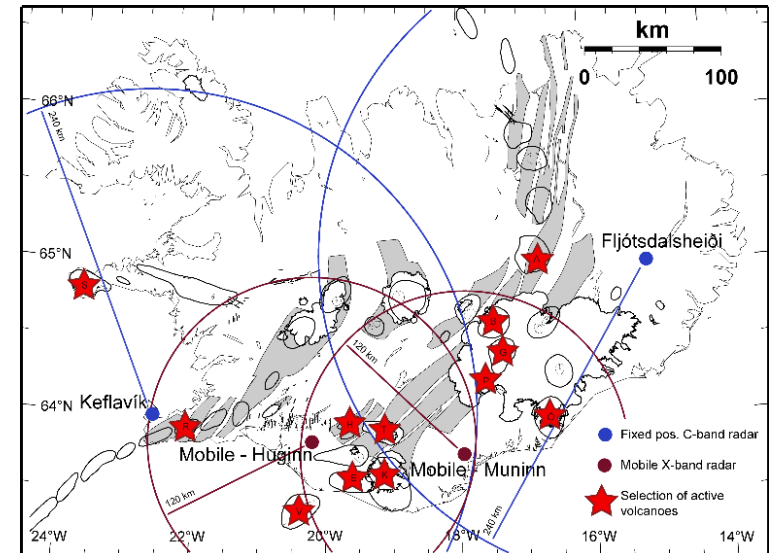 km
0 100
66°N
240 km
65°N
Fljótsdalsheiði
A
S
B
G
120 km
P
64°N
Keflavík
R
H
T
O
Fixed pos. C-band radar
Mobile - Huginn
Mobile - Muninn
Mobile X-band radar
E
K
120 km
Selection of active
volcanoes
V
240 km
24°W 22°W 20°W 18°W 16°W 14°W